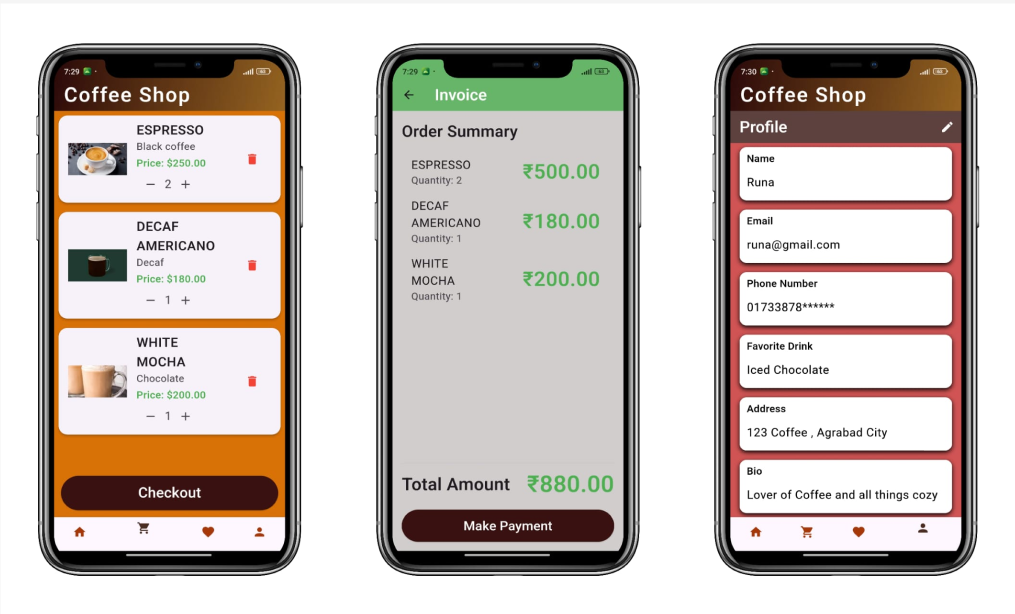 7:29
Coffee Shop
ESPRESSO
Black coffee
Price: $250.00
— 2 +
DECAF
AMERICANO
Decaf
Price: $180.00
— 1 +
WHITE
MOCHA
Chocolate
Price: $200.00
— 1 +
Checkout
7:29
Invoice
Order Summary
ESPRESSO
Quantity: 2
₹500.00
DECAF
AMERICANO
Quantity: 1
₹180.00
WHITE
MOCHA
Quantity: 1
₹200.00
Total Amount ₹880.00
Make Payment
7:30
Coffee Shop
Profile
Name
Runa
Email
runa@gmail.com
Phone Number
01733878******
Favorite Drink
Iced Chocolate
Address
123 Coffee , Agrabad City
Bio
Lover of Coffee and all things cozy